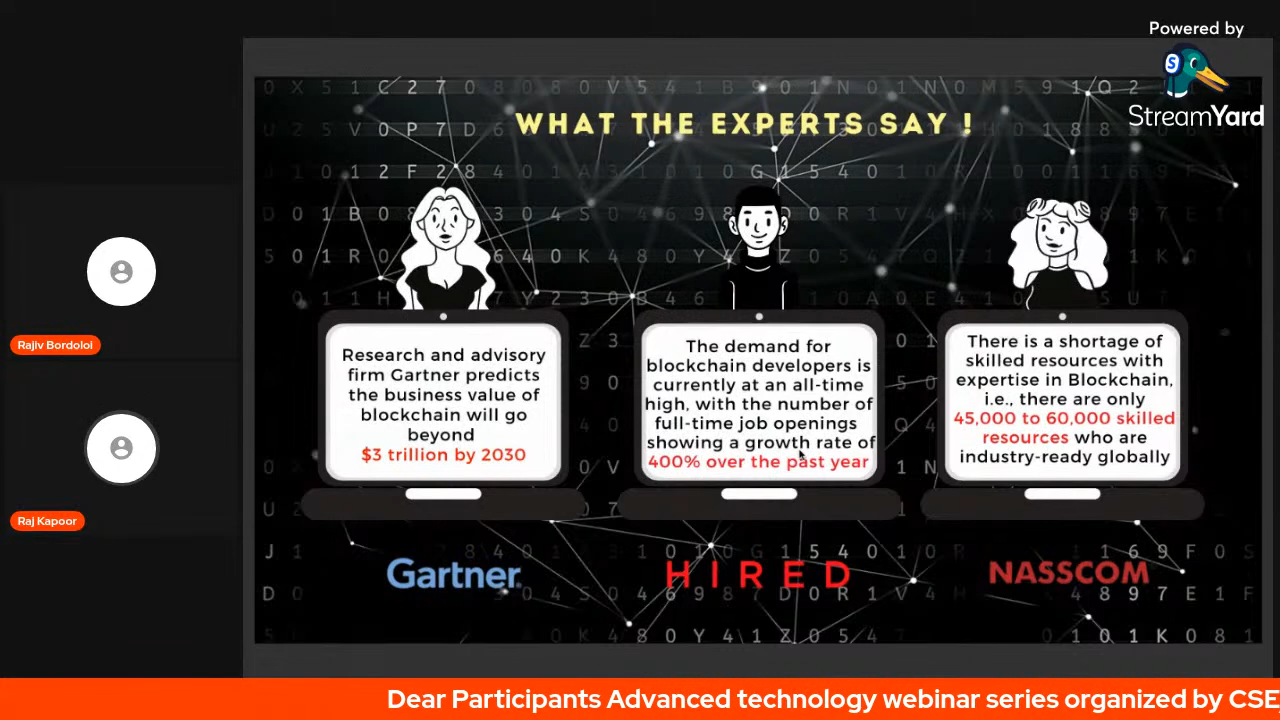 Powered by
StreamYard
WHAT THE EXPERTS SAY !
Research and advisory
firm Gartner predicts
the business value of
blockchain will go
beyond
$3 trillion by 2030
The demand for
blockchain developers is
currently at an all-time
high, with the number of
full-time job openings
showing a growth rate of
400% over the past year
There is a shortage of
skilled resources with
expertise in Blockchain,
i.e., there are only
45,000 to 60,000 skilled
resources who are
industry-ready globally
Gartner
HIRED
NASSCOM
Rajiv Bordoloi
Raj Kapoor
Dear Participants Advanced technology webinar series organized by CSE